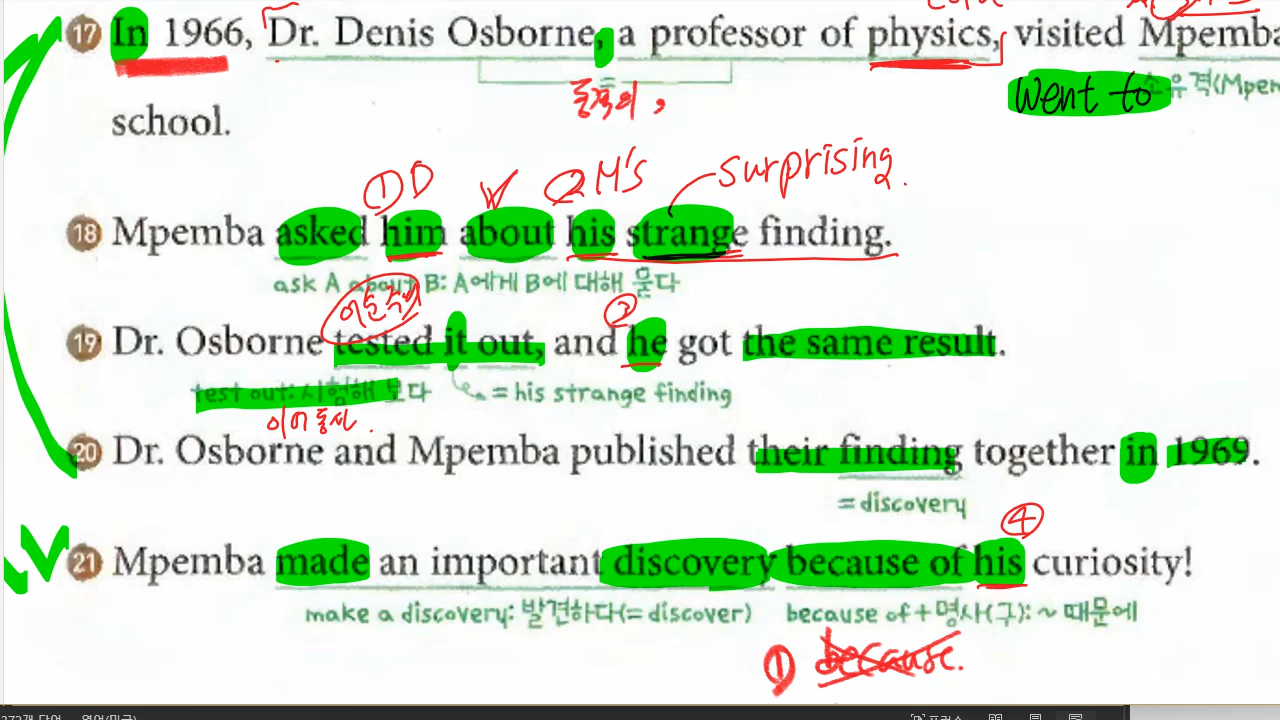 17 In 1966, Dr. Denis Osborne, a professor of physics, visited Mpemba
동격의 ,
went to
소유격(Mpem
school.
① D ② M's surprising.
18 Mpemba asked him about his strange finding.
ask A about B: A에게 B에 대해 묻다
이어동사 ③
19 Dr. Osborne tested it out, and he got the same result.
test out: 시험해 보다 = his strange finding
이어동사.
20 Dr. Osborne and Mpemba published their finding together in 1969.
= discovery
④
21 Mpemba made an important discovery because of his curiosity!
make a discovery: 발견하다(= discover) because of + 명사(구): ~ 때문에
① because.